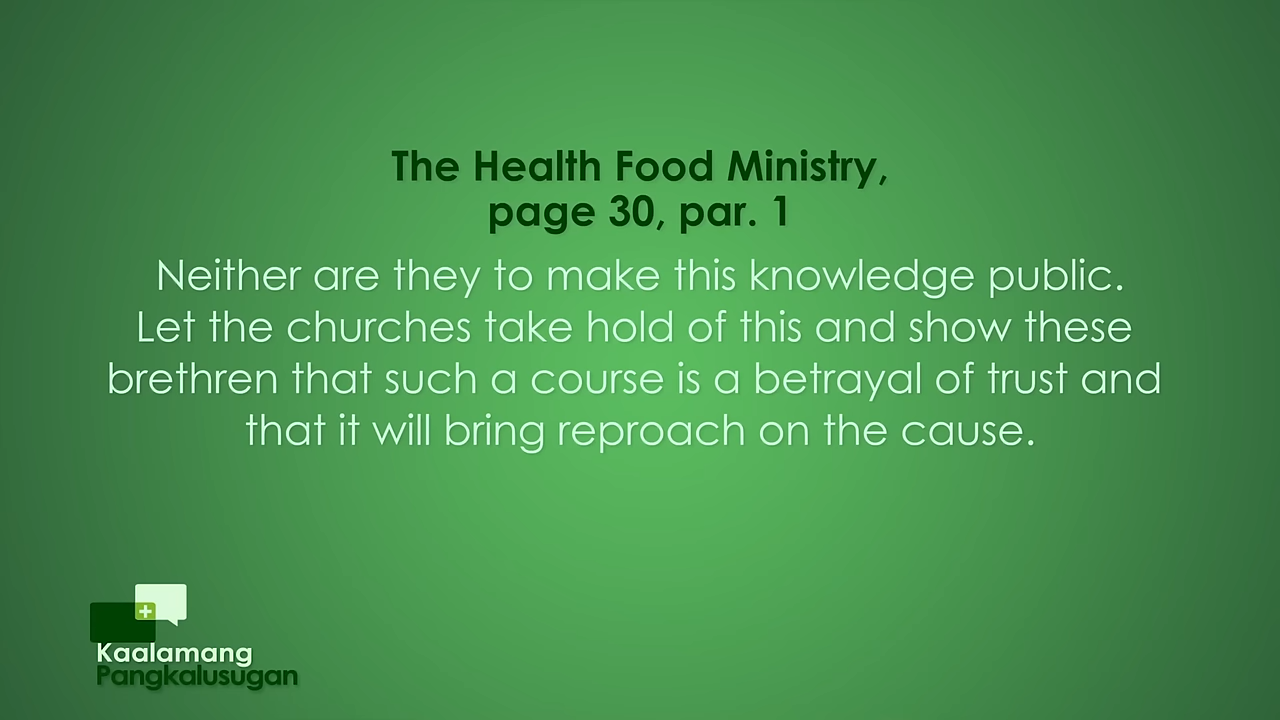 The Health Food Ministry,
page 30, par. 1
Neither are they to make this knowledge public.
Let the churches take hold of this and show these
brethren that such a course is a betrayal of trust and
that it will bring reproach on the cause.
Kaalamang
Pangkalusugan